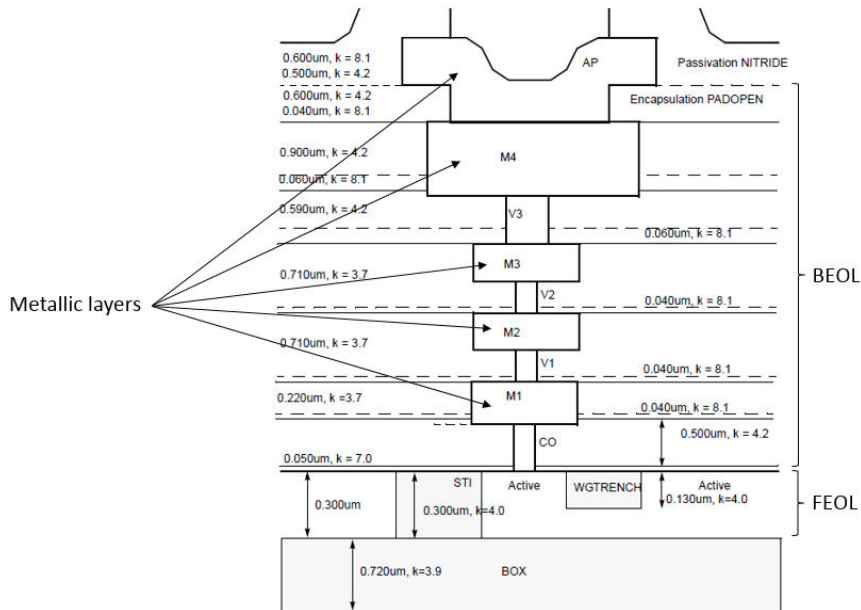 0.600um, k = 8.1
AP
Passivation NITRIDE
0.500um, k = 4.2
0.600um, k = 4.2
Encapsulation PADOPEN
0.040um, k = 8.1
0.900um, k = 4.2
M4
0.060um, k = 8.1
0.590um, k = 4.2
V3
0.060um, k = 8.1
M3
0.710um, k = 3.7
BEOL
Metallic layers
V2
0.040um, k = 8.1
M2
0.710um, k = 3.7
V1
0.040um, k = 8.1
0.220um, k =3.7
M1
0.040um, k = 8.1
CO
0.500um, k = 4.2
0.050um, k = 7.0
STI
Active
WGTRENCH
Active
0.130um, k=4.0
FEOL
0.300um
0.300um, k=4.0
0.720um, k=3.9
BOX